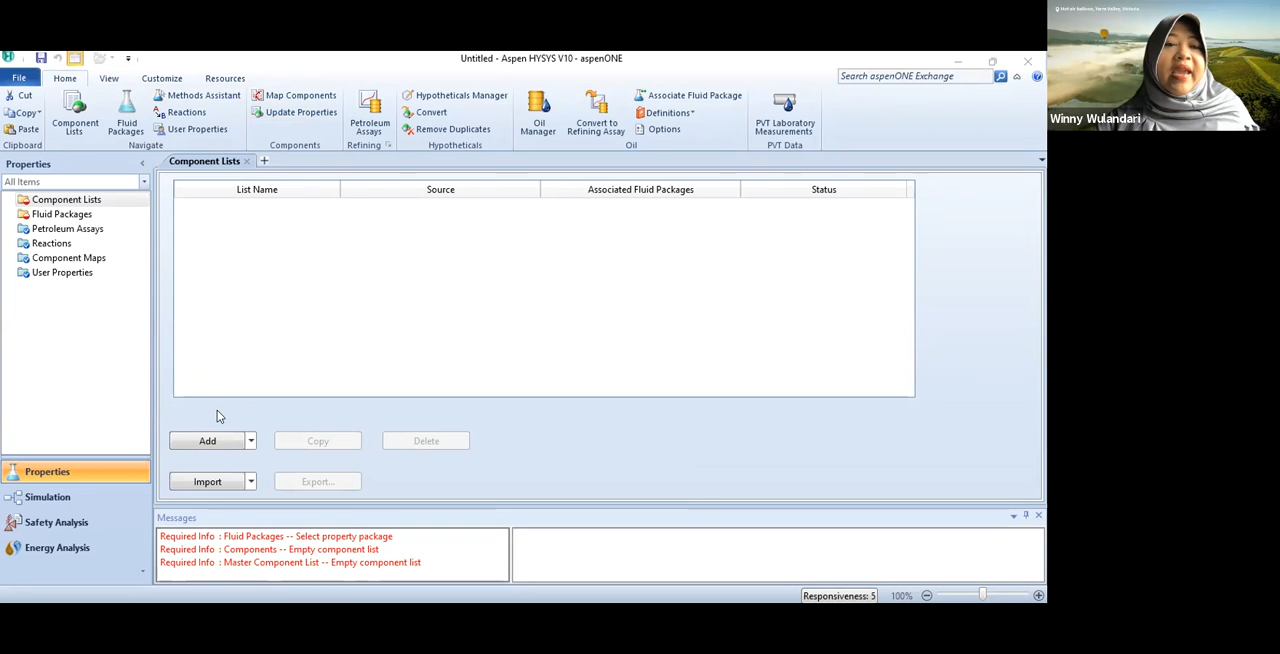 Untitled - Aspen HYSYS V10 - aspenONE
File Home View Customize Resources
Search aspenONE Exchange
Cut
Copy
Paste
Clipboard
Component Lists
Fluid Packages
Methods Assistant
Reactions
User Properties
Navigate
Map Components
Update Properties
Components
Petroleum Assays
Refining
Hypotheticals Manager
Convert
Remove Duplicates
Hypotheticals
Oil Manager
Convert to Refining Assay
Associate Fluid Package
Definitions
Options
Oil
PVT Laboratory Measurements
PVT Data
Hot air balloon, Yarra Valley, Victoria
Winny Wulandari
Properties
All Items
Component Lists
Fluid Packages
Petroleum Assays
Reactions
Component Maps
User Properties
Properties
Simulation
Safety Analysis
Energy Analysis
Component Lists
List Name Source Associated Fluid Packages Status
Add Copy Delete
Import Export...
Messages
Required Info : Fluid Packages -- Select property package
Required Info : Components -- Empty component list
Required Info : Master Component List -- Empty component list
Responsiveness: 5 100%